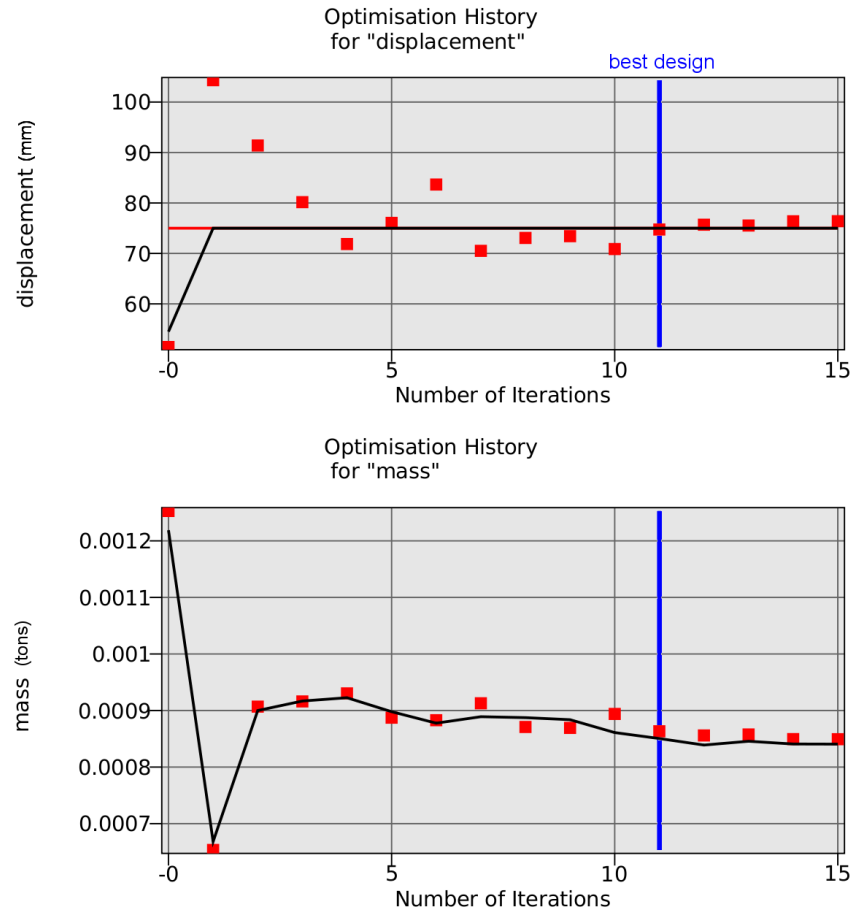 Optimisation History
for "displacement"
best design
displacement (mm)
100
90
80
70
60
-0
5
10
15
Number of Iterations
Optimisation History
for "mass"
mass (tons)
0.0012
0.0011
0.001
0.0009
0.0008
0.0007
-0
5
10
15
Number of Iterations